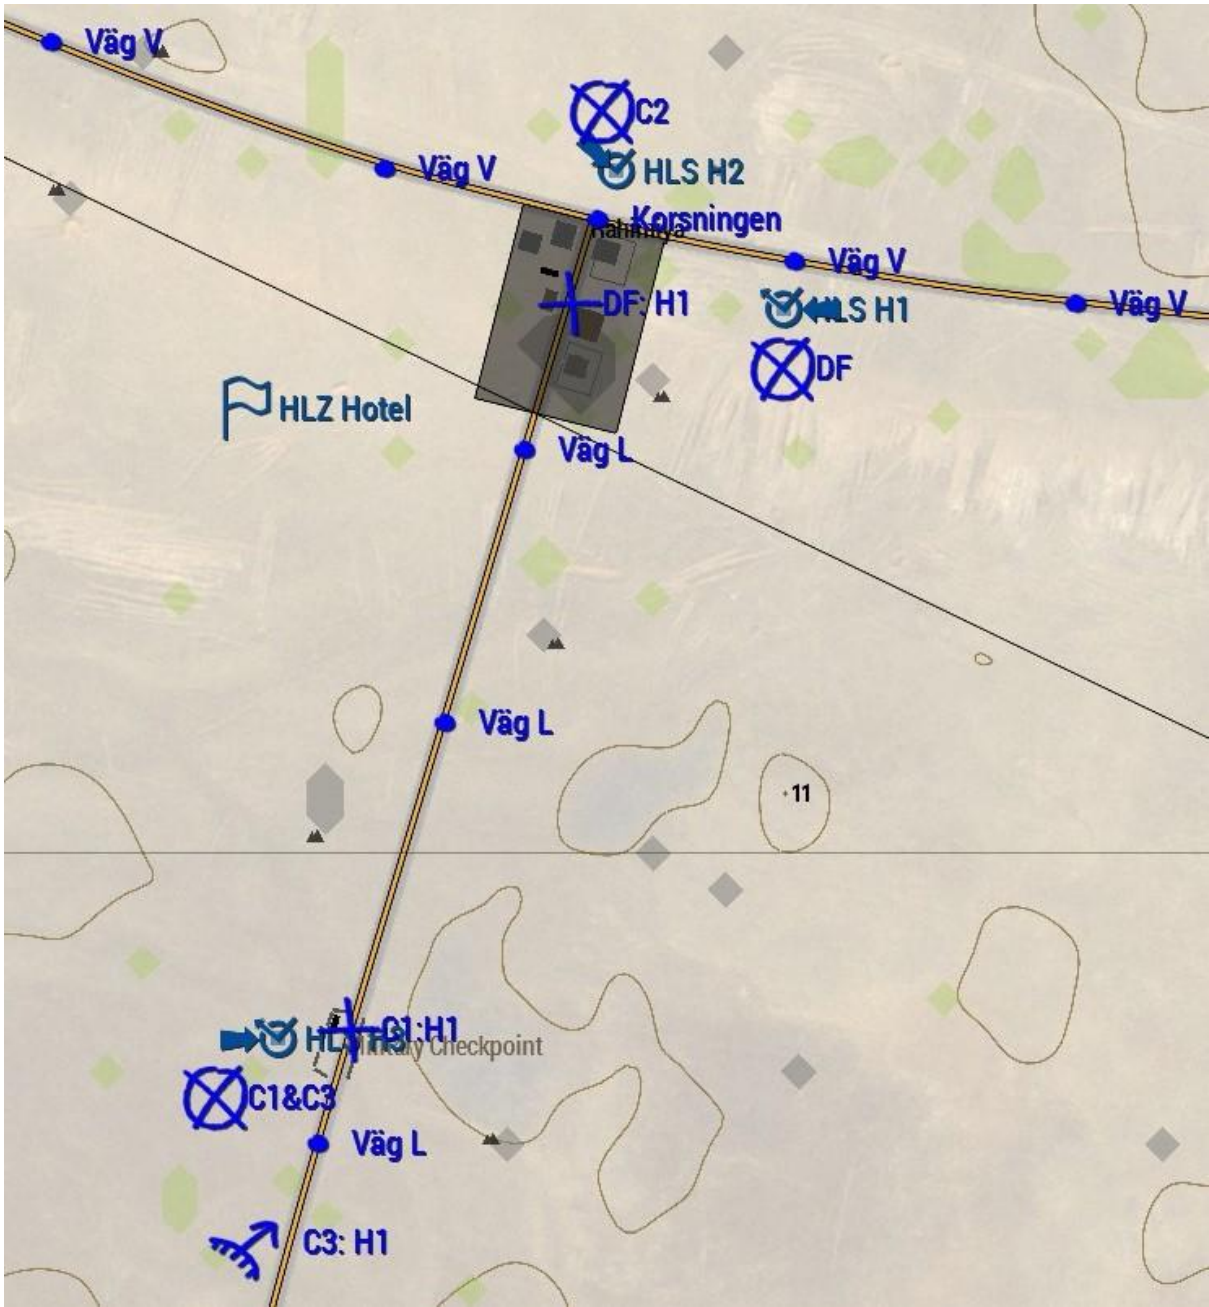 Väg V
C2
Väg V
HLS H2
Korsningen
Väg V
DF: H1
HLS H1
Väg V
DF
HLZ Hotel
Väg L
Väg L
11
C1:H1
Military Checkpoint
C1&C3
Väg L
C3: H1